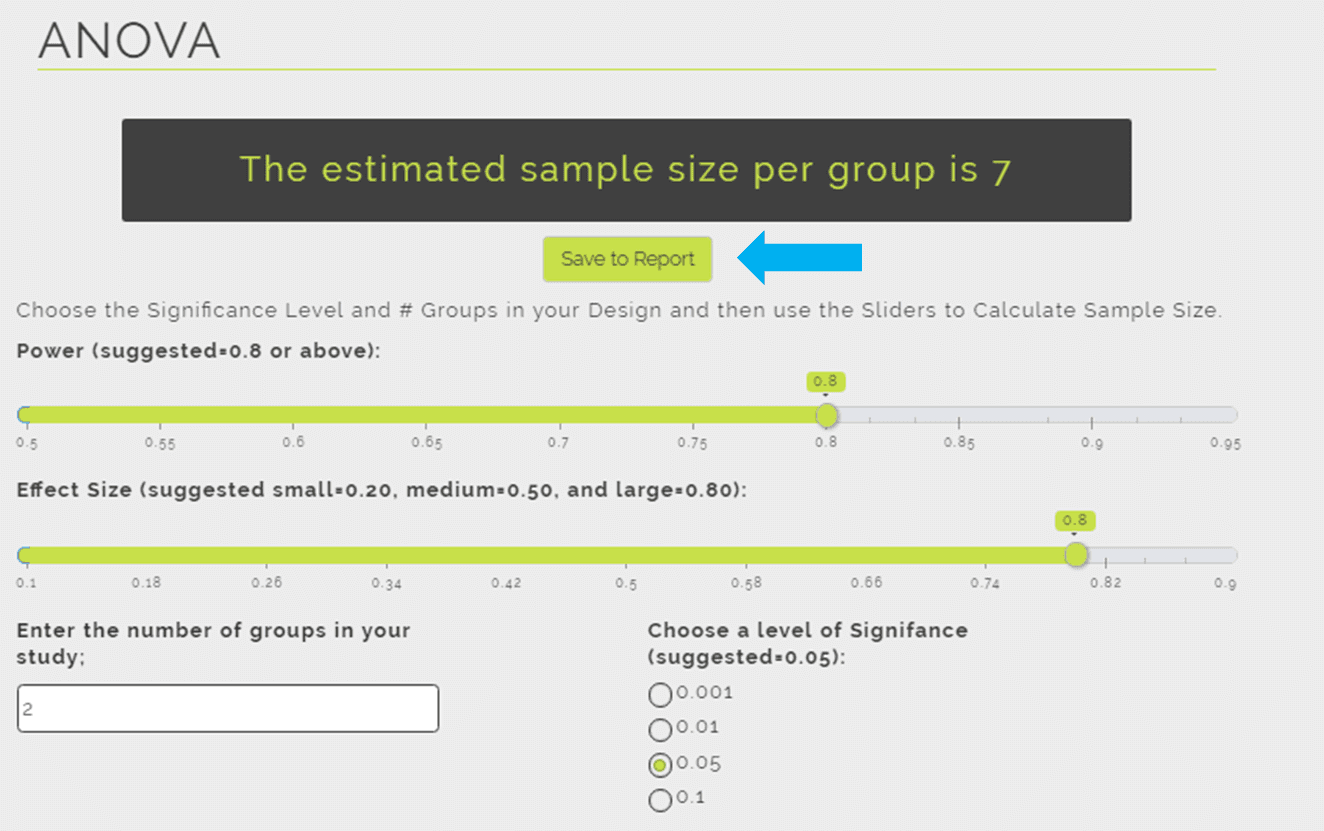 ANOVA
The estimated sample size per group is 7
Save to Report
Choose the Significance Level and # Groups in your Design and then use the Sliders to Calculate Sample Size.
Power (suggested=0.8 or above):
0.8
0.5 0.55 0.6 0.65 0.7 0.75 0.8 0.85 0.9 0.95
Effect Size (suggested small=0.20, medium=0.50, and large=0.80):
0.8
0.1 0.18 0.26 0.34 0.42 0.5 0.58 0.66 0.74 0.82 0.9
Enter the number of groups in your
study;
2
Choose a level of Signifance
(suggested=0.05):
0.001
0.01
0.05
0.1